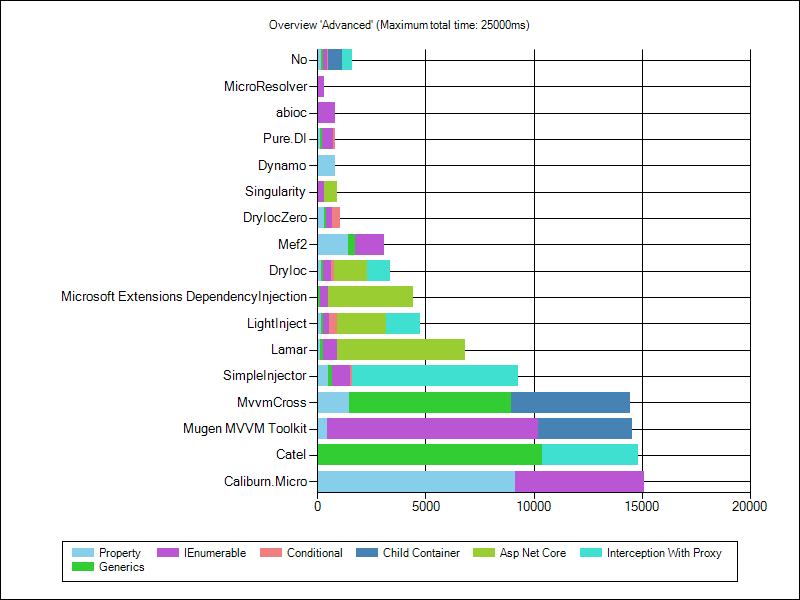 Overview 'Advanced' (Maximum total time: 25000ms)
No
MicroResolver
abioc
Pure.DI
Dynamo
Singularity
DryIocZero
Mef2
DryIoc
Microsoft Extensions DependencyInjection
LightInject
Lamar
SimpleInjector
MvvmCross
Mugen MVVM Toolkit
Catel
Caliburn.Micro
0 5000 10000 15000 20000
Property IEnumerable Conditional Child Container Asp Net Core Interception With Proxy
Generics